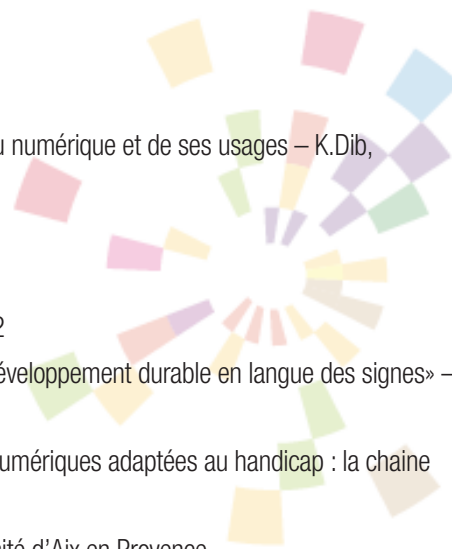 u numérique et de ses usages – K.Dib,
2
éveloppement durable en langue des signes» –
umériques adaptées au handicap : la chaine
ité d'Aix en Provence